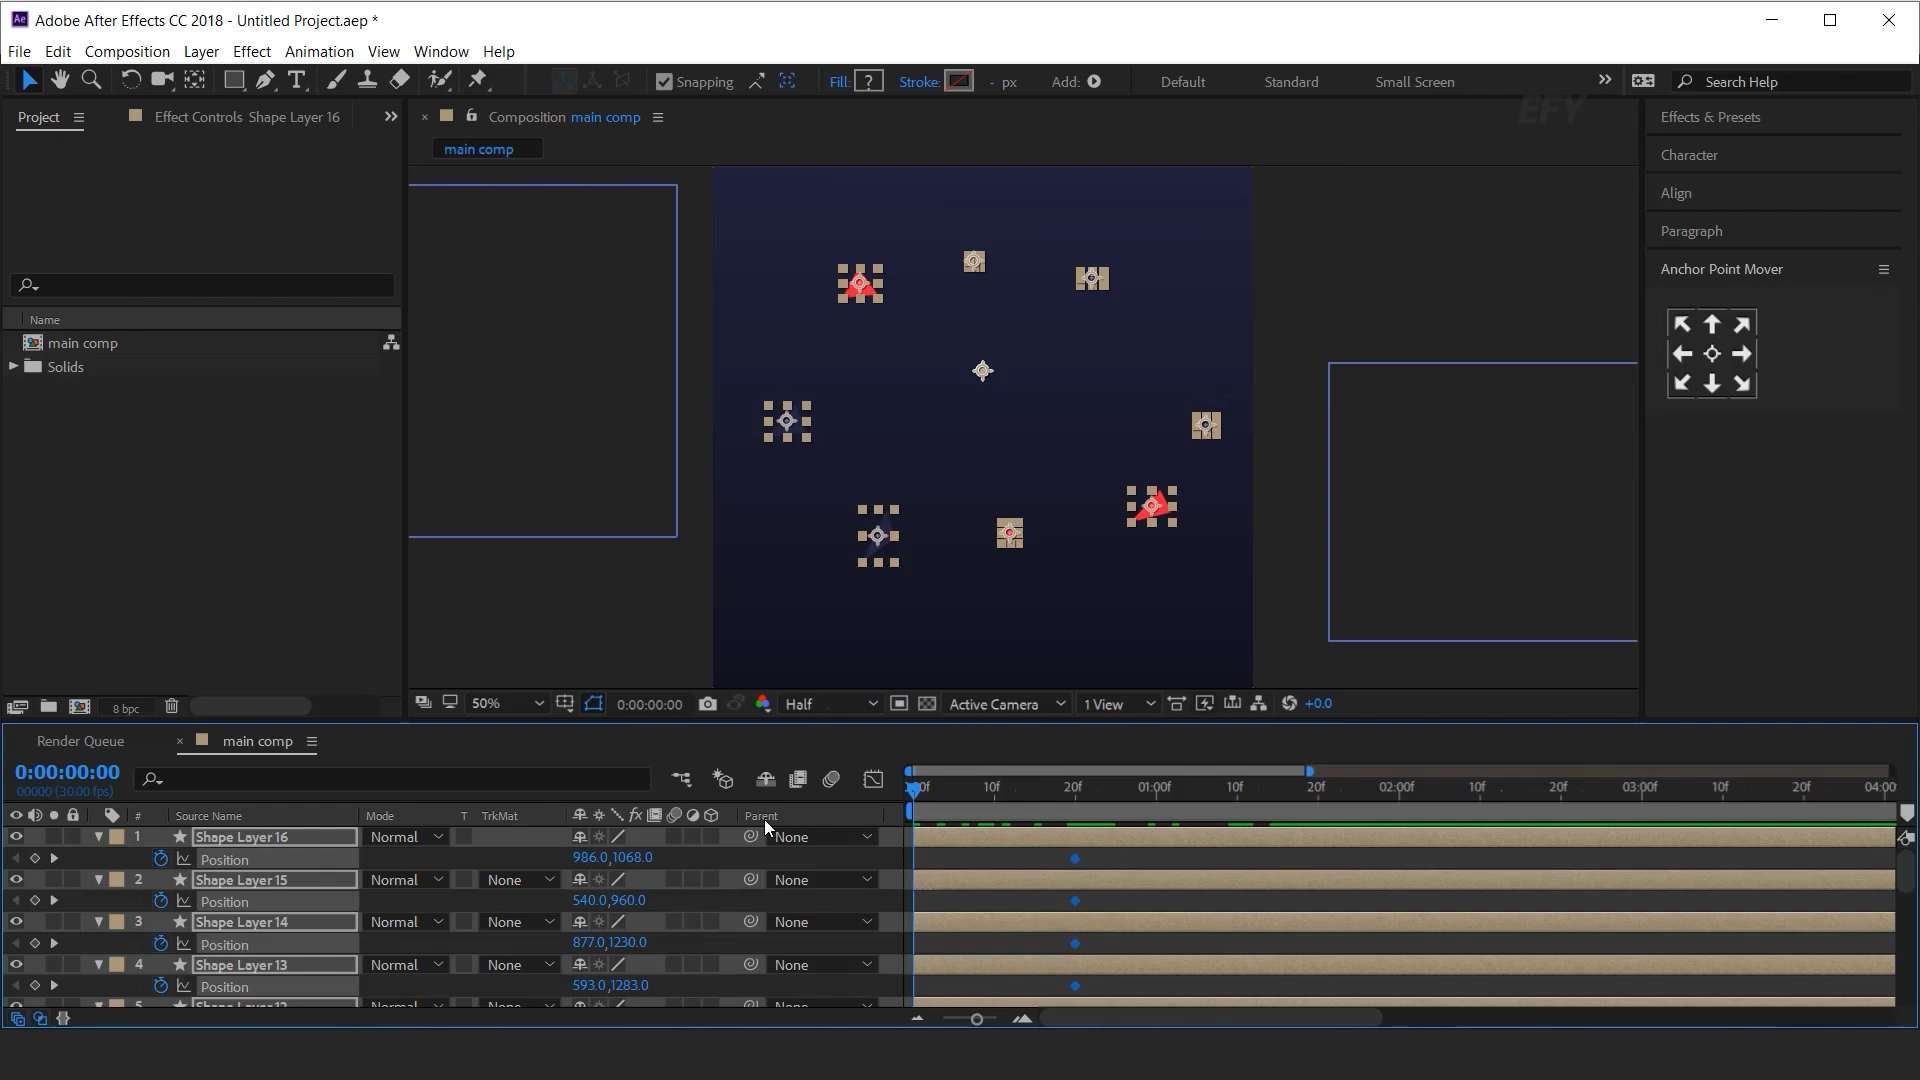 Ae Adobe After Effects CC 2018 - Untitled Project.aep *
File Edit Composition Layer Effect Animation View Window Help
Snapping Fill: ? Stroke: - px Add: Default Standard Small Screen Search Help
EFY
Project Effect Controls Shape Layer 16
Composition main comp
main comp
Name
main comp
Solids
Effects & Presets
Character
Align
Paragraph
Anchor Point Mover
8 bpc
50% 0:00:00:00 Half Active Camera 1 View +0.0
Render Queue main comp
0:00:00:00
00000 (30.00 fps)
10f 20f 01:00f 10f 20f 02:00f 10f 20f 03:00f 10f 20f 04:00
# Source Name Mode T TrkMat fx Parent
1 Shape Layer 16 Normal None
Position 986.0,1068.0
2 Shape Layer 15 Normal None None
Position 540.0,960.0
3 Shape Layer 14 Normal None None
Position 877.0,1230.0
4 Shape Layer 13 Normal None None
Position 593.0,1283.0